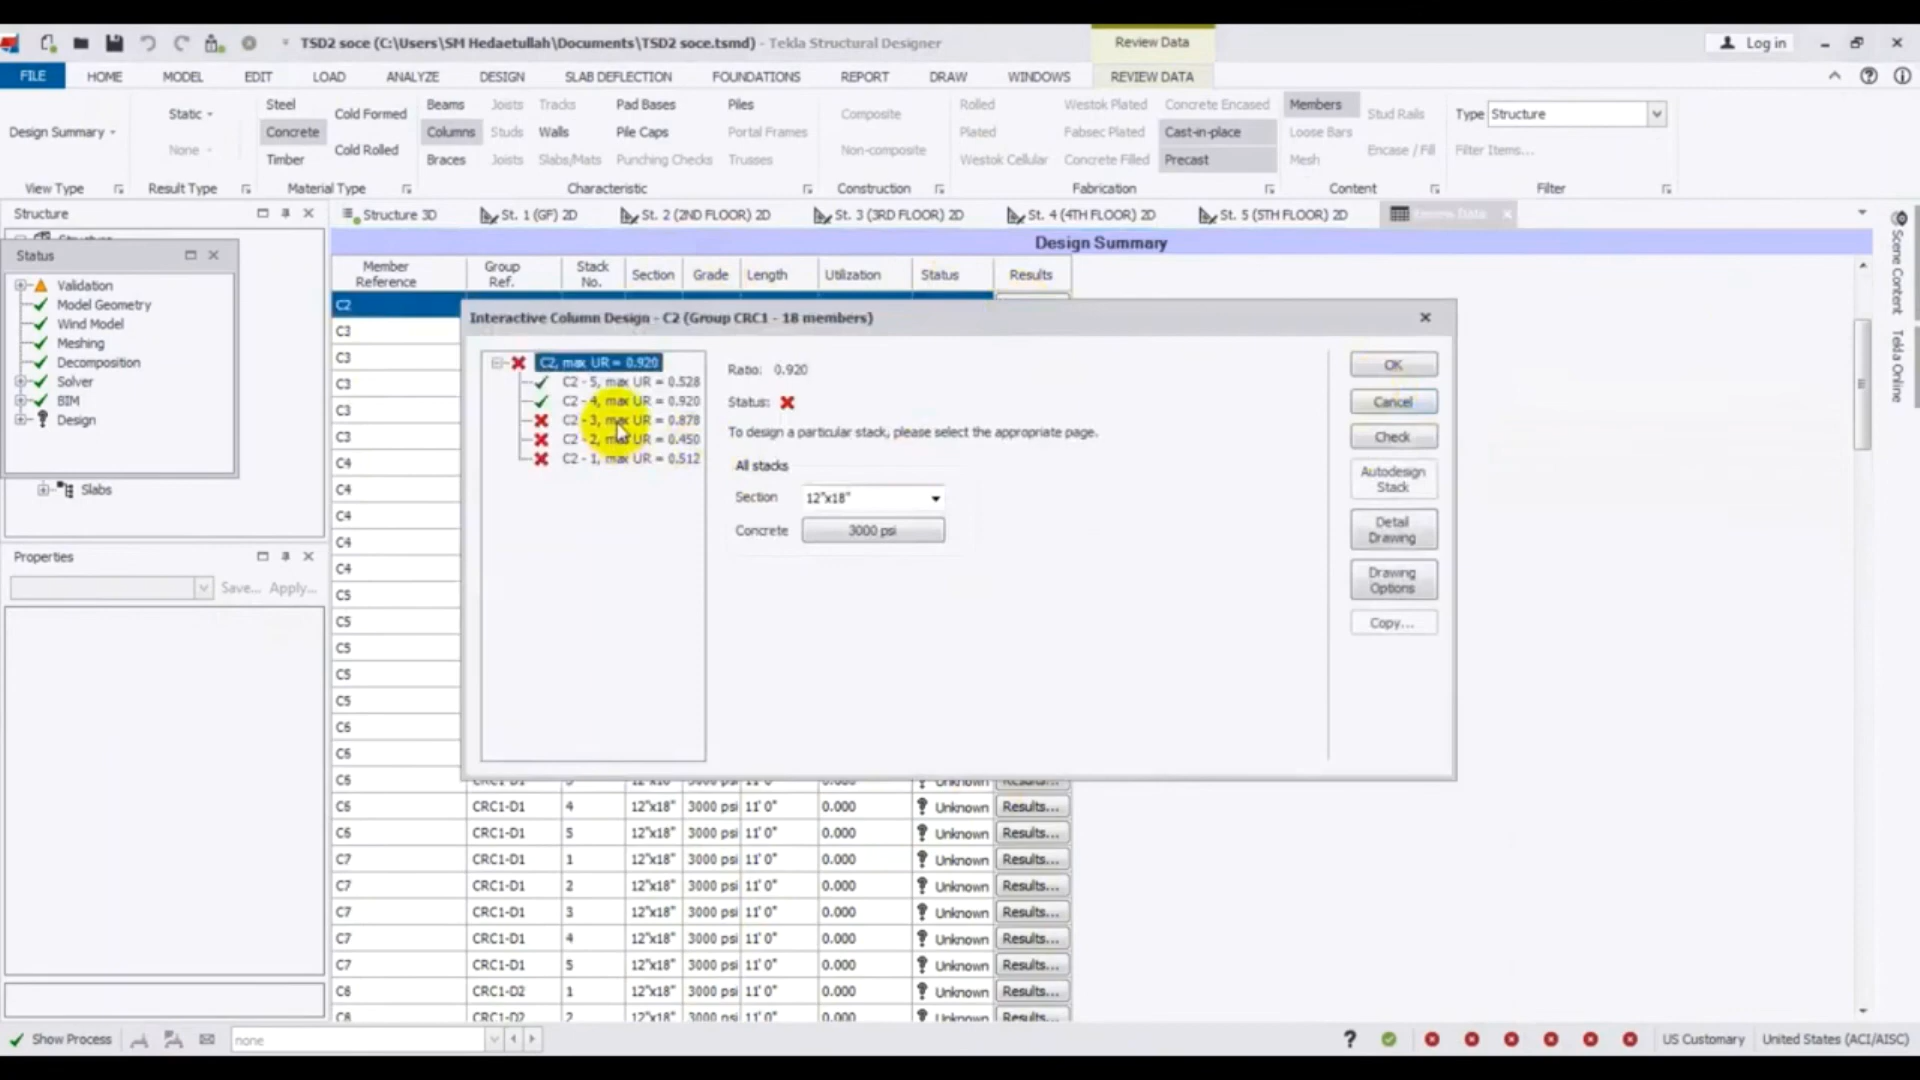 TSD2 soce (C:\Users\SM Hedaetullah\Documents\TSD2 soce.tsmd) - Tekla Structural Designer
Review Data
Log in
FILE HOME MODEL EDIT LOAD ANALYZE DESIGN SLAB DEFLECTION FOUNDATIONS REPORT DRAW WINDOWS REVIEW DATA
Design Summary
View Type
Static
None
Result Type
Steel
Concrete
Timber
Cold Formed
Cold Rolled
Material Type
Beams Joists Tracks Pad Bases Piles
Columns Studs Walls Pile Caps Portal Frames
Braces Joists Slabs/Mats Punching Checks Trusses
Characteristic
Composite
Non-composite
Construction
Rolled Westok Plated Concrete Encased
Plated Fabsec Plated Cast-in-place
Westok Cellular Concrete Filled Precast
Fabrication
Members
Loose Bars
Mesh
Stud Rails
Encase / Fill
Content
Type Structure
Filter Items...
Filter
Structure
Structure 3D St. 1 (GF) 2D St. 2 (2ND FLOOR) 2D St. 3 (3RD FLOOR) 2D St. 4 (4TH FLOOR) 2D St. 5 (5TH FLOOR) 2D Review Data
Status
Validation
Model Geometry
Wind Model
Meshing
Decomposition
Solver
BIM
Design
Slabs
Properties
Save... Apply...
Design Summary
Member Reference Group Ref. Stack No. Section Grade Length Utilization Status Results
C2
C3
C3
C3
C3
C3
C4
C4
C4
C4
C4
C5
C5
C5
C5
C5
C6
C6
C6
Interactive Column Design - C2 (Group CRC1 - 18 members)
C2, max UR = 0.920
C2 - 5, max UR = 0.528
C2 - 4, max UR = 0.920
C2 - 3, max UR = 0.878
C2 - 2, max UR = 0.450
C2 - 1, max UR = 0.512
Ratio: 0.920
Status:
To design a particular stack, please select the appropriate page.
All stacks
Section 12"x18"
Concrete 3000 psi
OK
Cancel
Check
Autodesign Stack
Detail Drawing
Drawing Options
Copy...
C6 CRC1-D1 4 12"x18" 3000 psi 11' 0" 0.000 Unknown Results...
C6 CRC1-D1 5 12"x18" 3000 psi 11' 0" 0.000 Unknown Results...
C7 CRC1-D1 1 12"x18" 3000 psi 11' 0" 0.000 Unknown Results...
C7 CRC1-D1 2 12"x18" 3000 psi 11' 0" 0.000 Unknown Results...
C7 CRC1-D1 3 12"x18" 3000 psi 11' 0" 0.000 Unknown Results...
C7 CRC1-D1 4 12"x18" 3000 psi 11' 0" 0.000 Unknown Results...
C7 CRC1-D1 5 12"x18" 3000 psi 11' 0" 0.000 Unknown Results...
C8 CRC1-D2 1 12"x18" 3000 psi 11' 0" 0.000 Unknown Results...
C8 CRC1-D2 2 12"x18" 3000 psi 11' 0" 0.000 Unknown Results...
Scene Content
Tekla Online
Show Process
none
US Customary
United States (ACI/AISC)